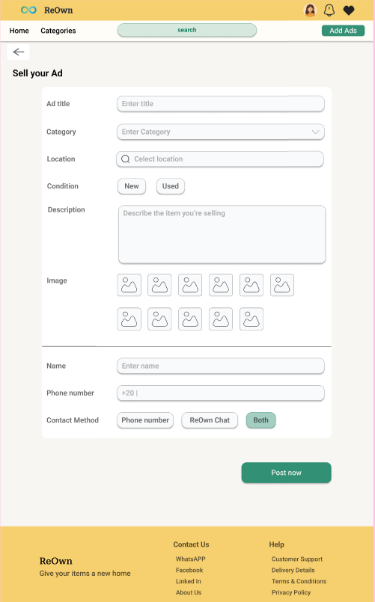 ReOwn
Home Categories search Add Ads
Sell your Ad
Ad title Enter title
Category Enter Category
Location Celect location
Condition New Used
Description Describe the item you're selling
Image
Name Enter name
Phone number +20 |
Contact Method Phone number ReOwn Chat Both
Post now
Contact Us Help
ReOwn
Give your items a new home
WhatsAPP Customer Support
Facebook Delivery Details
Linked In Terms & Conditions
About Us Privacy Policy